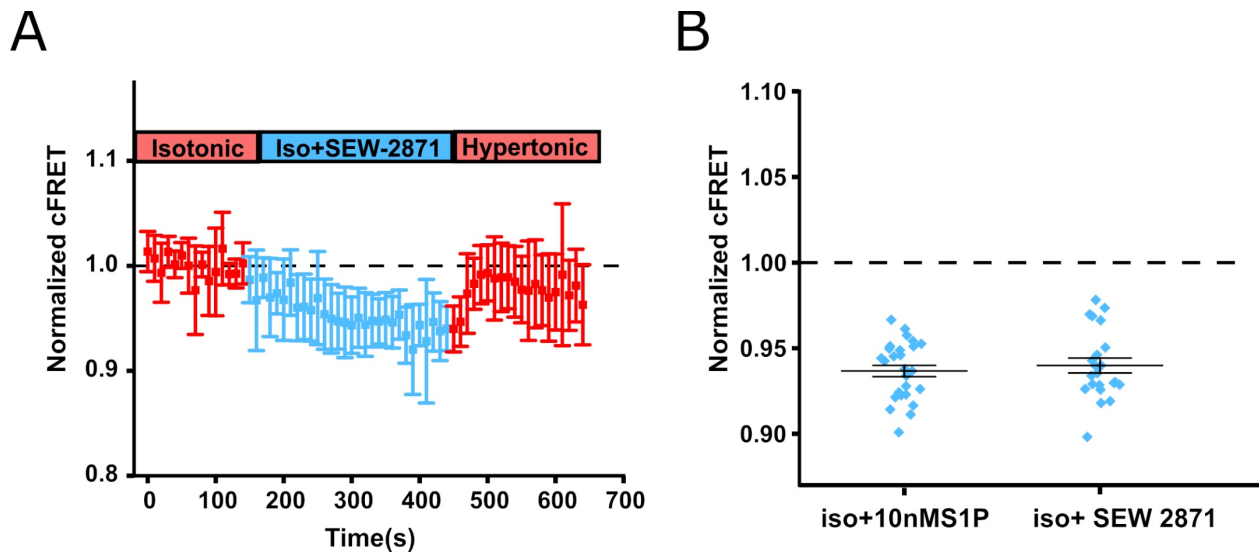 A
Normalized cFRET
Isotonic Iso+SEW-2871 Hypertonic
1.1
1.0
0.9
0.8
0 100 200 300 400 500 600 700
Time(s)
B
Normalized cFRET
1.10
1.05
1.00
0.95
0.90
iso+10nMS1P iso+ SEW 2871